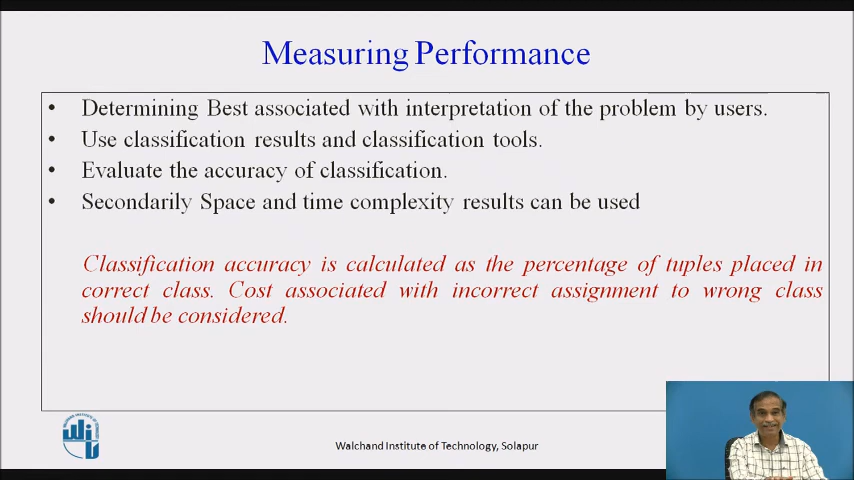 Measuring Performance
• Determining Best associated with interpretation of the problem by users.
• Use classification results and classification tools.
• Evaluate the accuracy of classification.
• Secondarily Space and time complexity results can be used
Classification accuracy is calculated as the percentage of tuples placed in
correct class. Cost associated with incorrect assignment to wrong class
should be considered.
Walchand Institute of Technology, Solapur